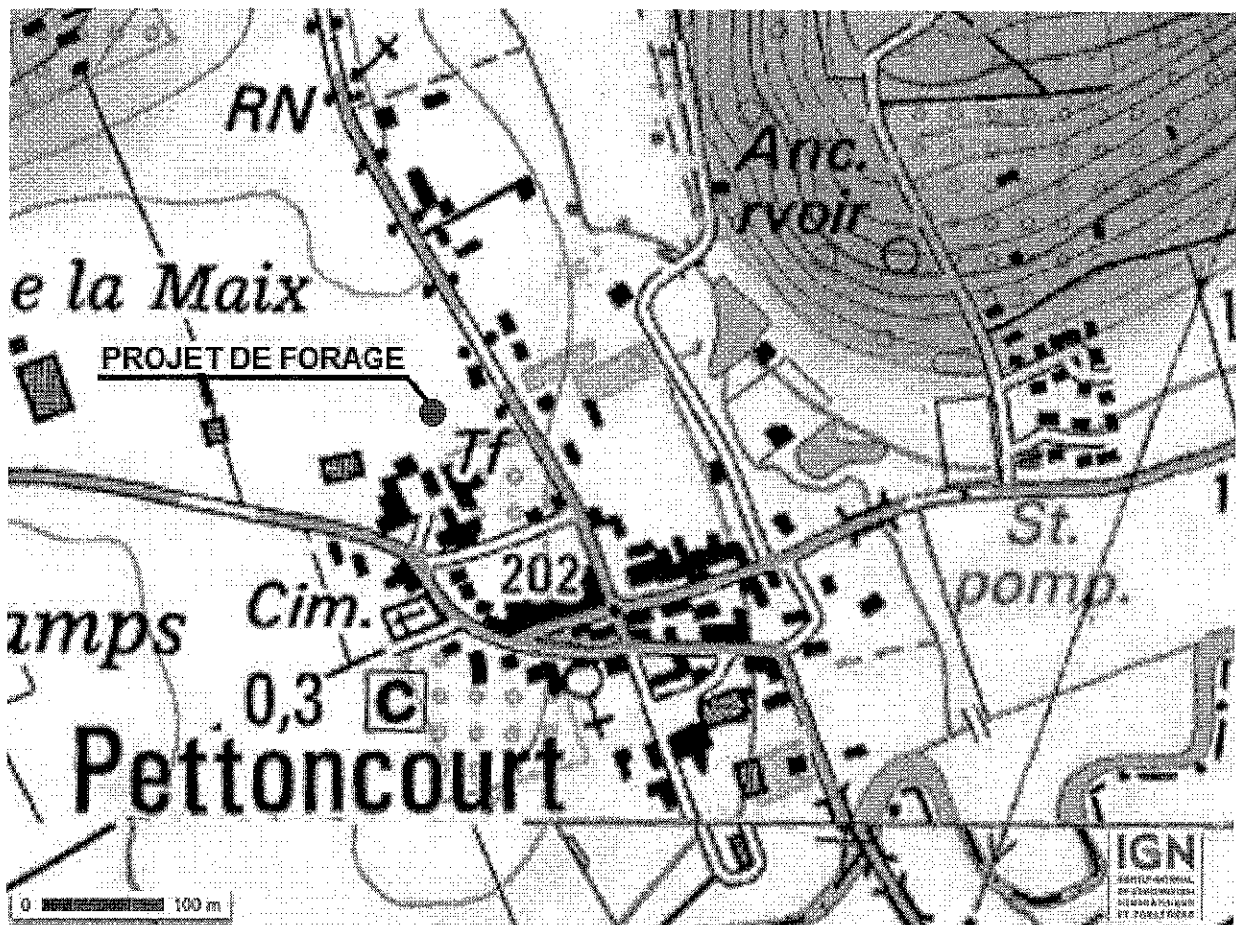 RN
Anc.
rvoir
e la Maix
PROJET DE FORAGE
Tf
202
St.
pomp.
Cim.
amps
0,3 C
Pettoncourt
IGN
0 100 m